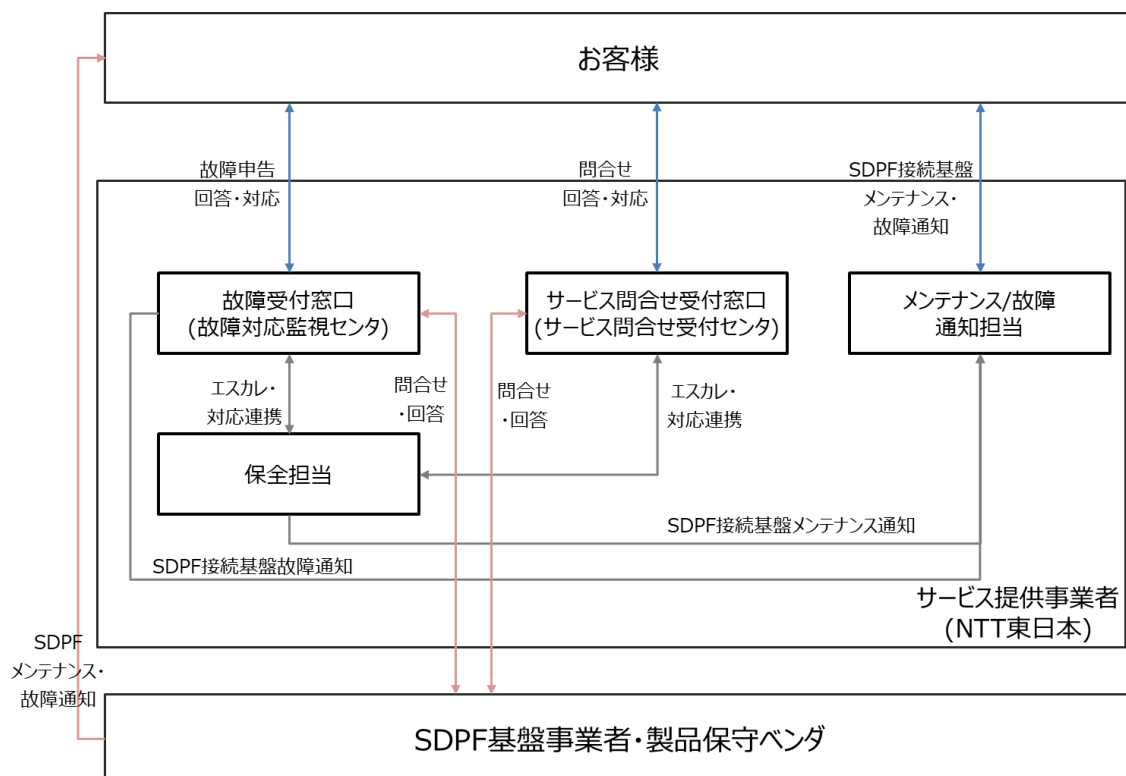 お客様
故障申告
回答・対応
問合せ
回答・対応
SDPF接続基盤
メンテナンス・
故障通知
故障受付窓口
(故障対応監視センタ)
サービス問合せ受付窓口
(サービス問合せ受付センタ)
メンテナンス/故障
通知担当
エスカレ・
対応連携
問合せ
・回答
問合せ
・回答
エスカレ・
対応連携
保全担当
SDPF接続基盤メンテナンス通知
SDPF接続基盤故障通知
サービス提供事業者
(NTT東日本)
SDPF
メンテナンス・
故障通知
SDPF基盤事業者・製品保守ベンダ